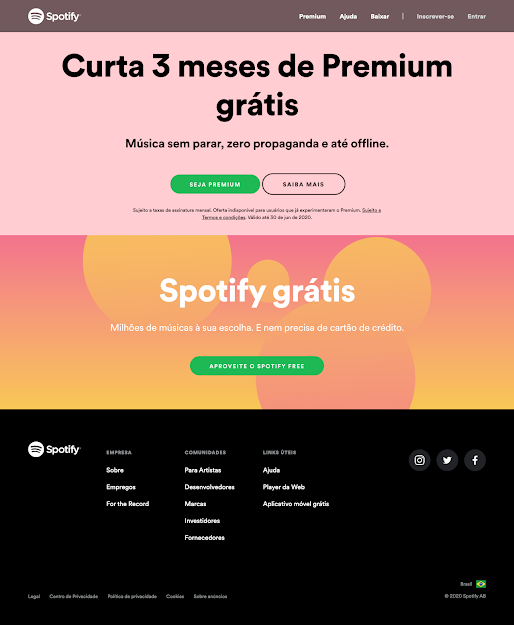 Spotify
Premium Ajuda Baixar | Inscrever-se Entrar
Curta 3 meses de Premium
grátis
Música sem parar, zero propaganda e até offline.
SEJA PREMIUM SAIBA MAIS
Sujeito a taxas de assinatura mensal. Oferta indisponível para usuários que já experimentaram o Premium. Sujeito a
Termos e condições. Válido até 30 de jun de 2020.
Spotify grátis
Milhões de músicas à sua escolha. E nem precisa de cartão de crédito.
APROVEITE O SPOTIFY FREE
Spotify
EMPRESA COMUNIDADES LINKS ÚTEIS
Sobre Para Artistas Ajuda
Empregos Desenvolvedores Player da Web
For the Record Marcas Aplicativo móvel grátis
Investidores
Fornecedores
Brasil
Legal Centro de Privacidade Política de privacidade Cookies Sobre anúncios © 2020 Spotify AB